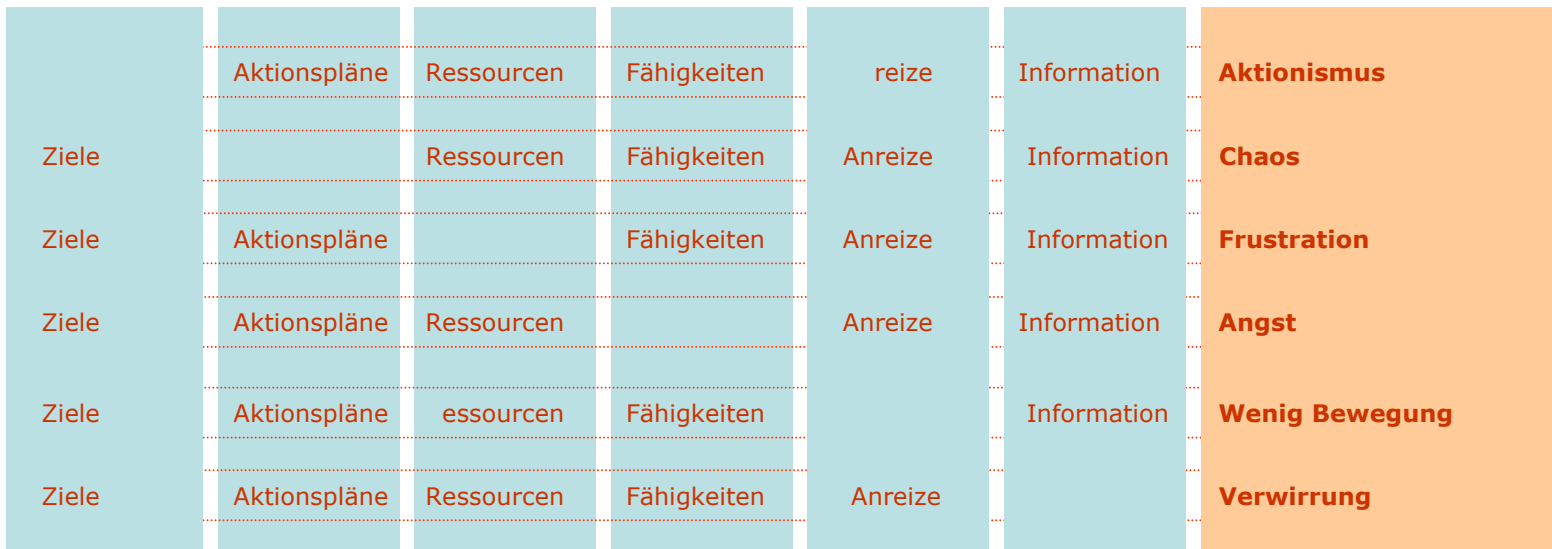 Aktionspläne Ressourcen Fähigkeiten reize Information Aktionismus
Ziele Ressourcen Fähigkeiten Anreize Information Chaos
Ziele Aktionspläne Fähigkeiten Anreize Information Frustration
Ziele Aktionspläne Ressourcen Anreize Information Angst
Ziele Aktionspläne essourcen Fähigkeiten Information Wenig Bewegung
Ziele Aktionspläne Ressourcen Fähigkeiten Anreize Verwirrung